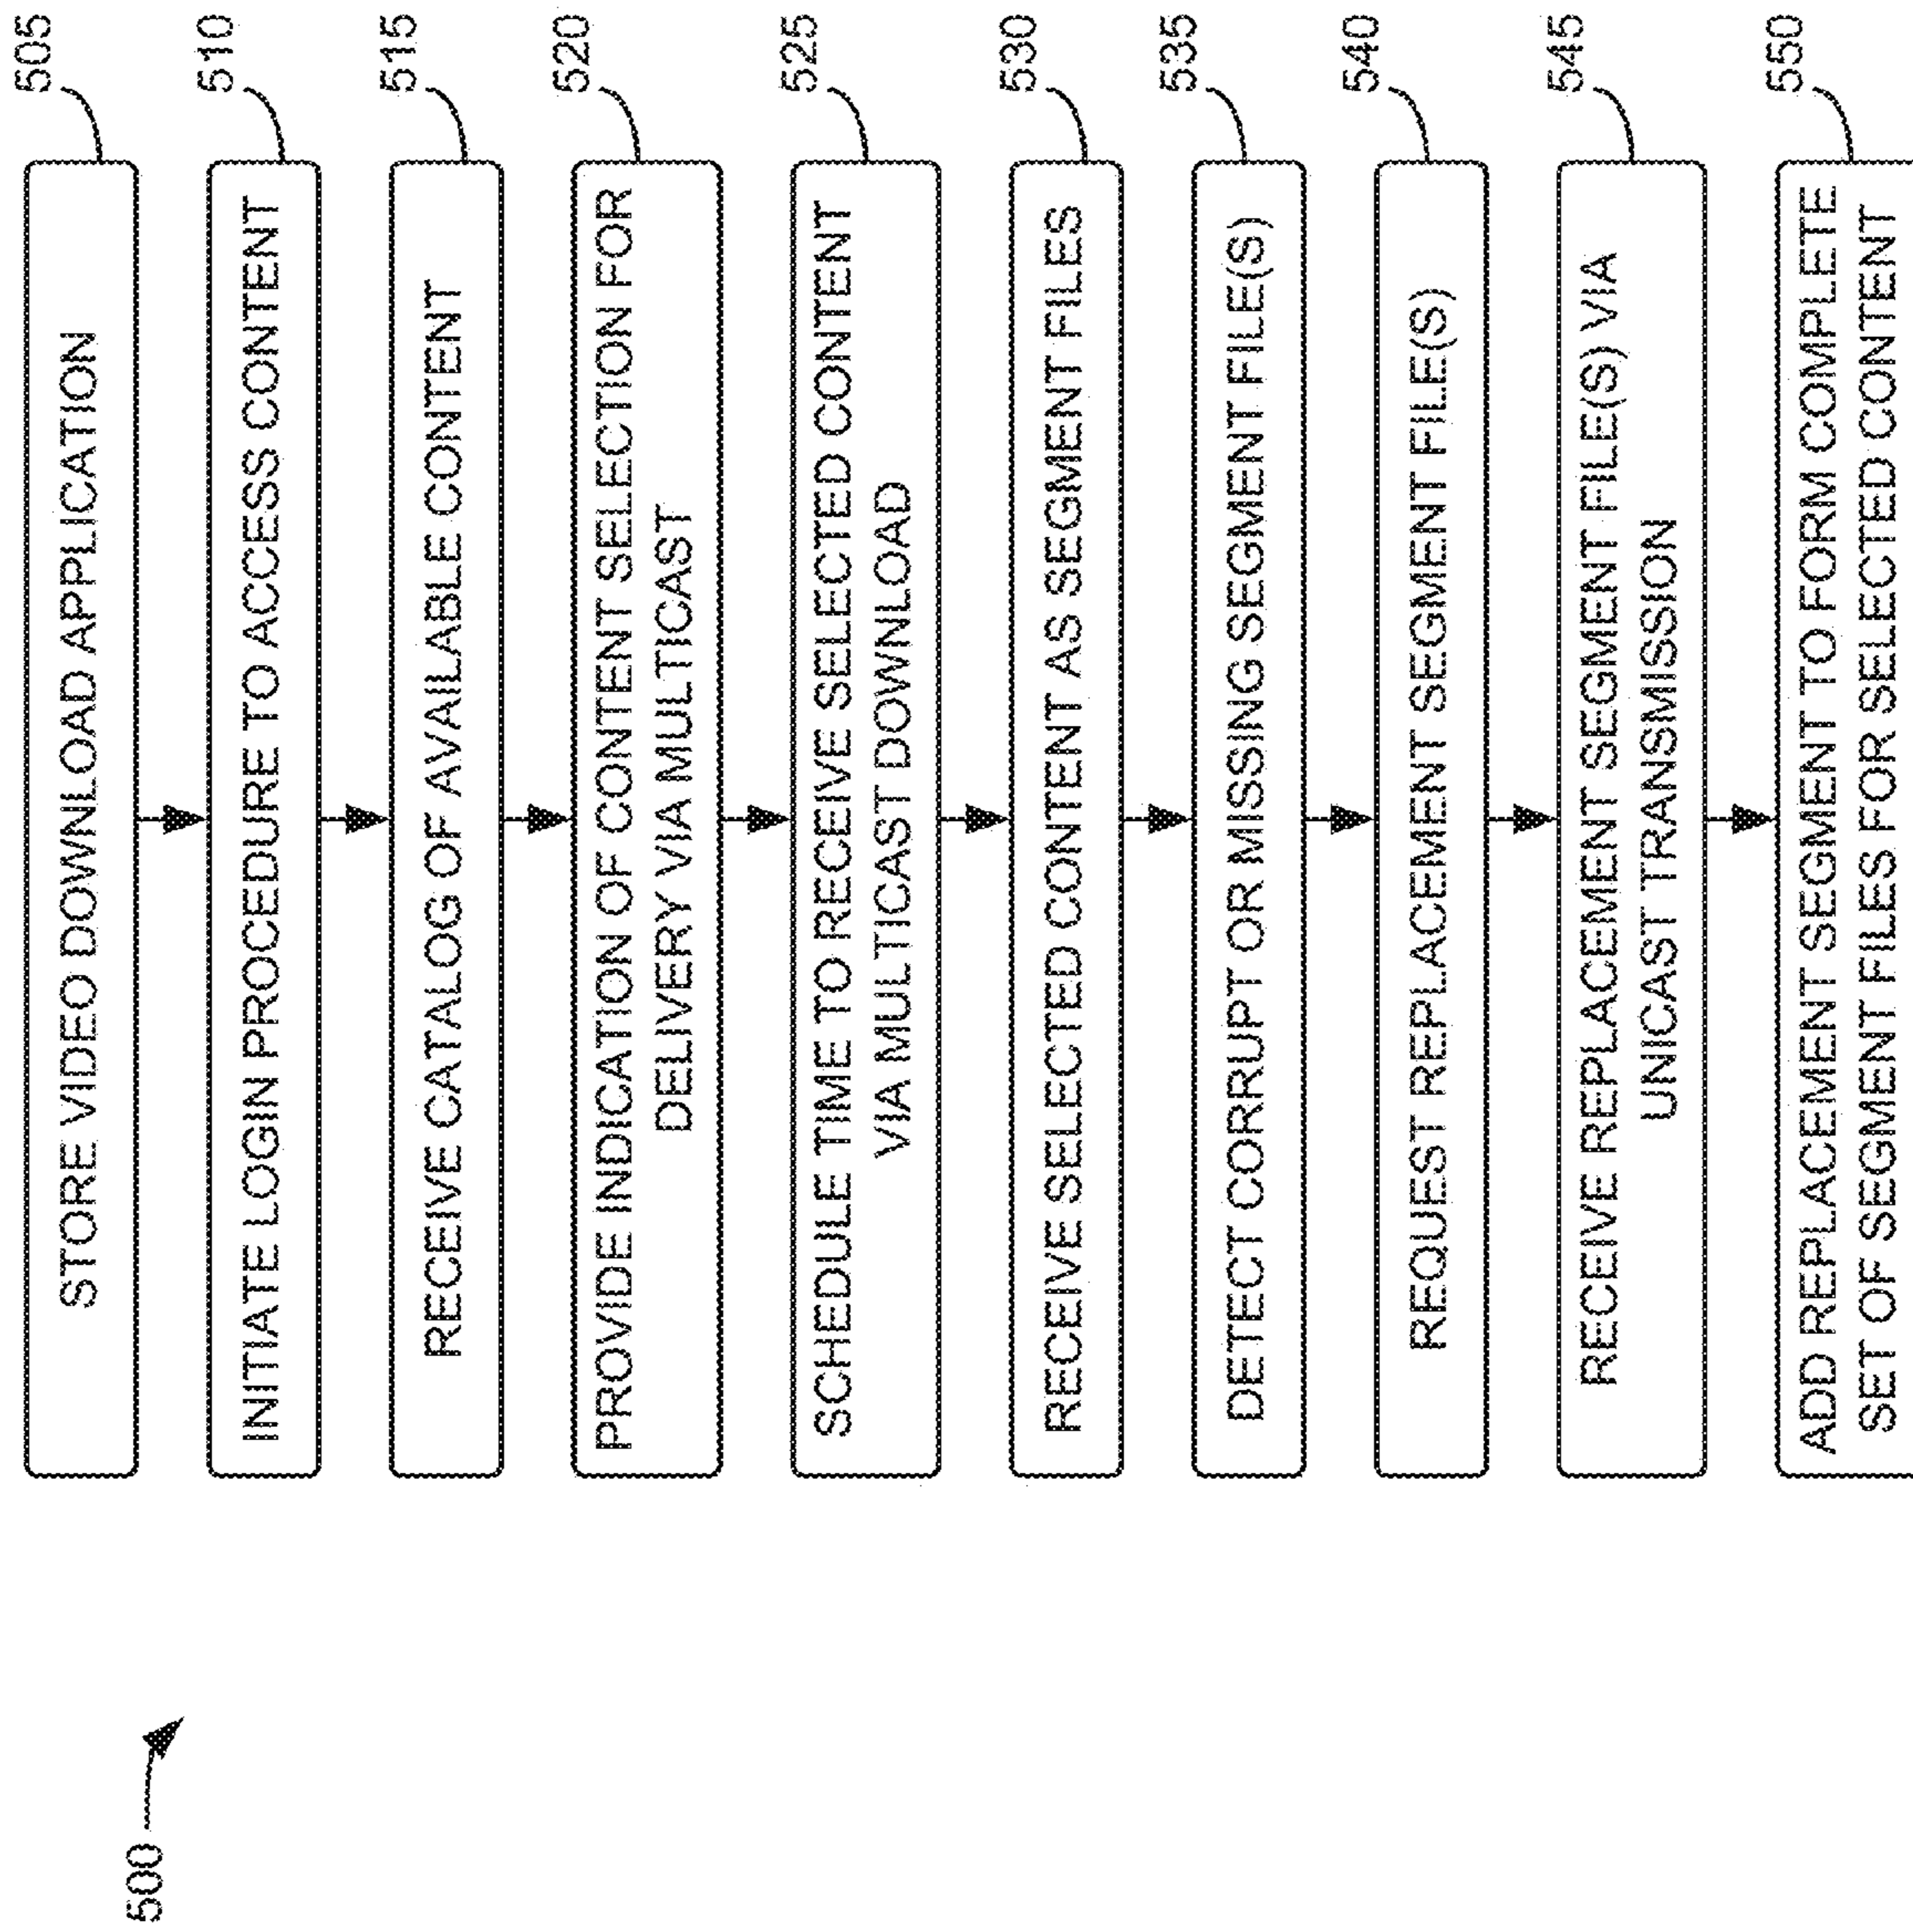 500
505
STORE VIDEO DOWNLOAD APPLICATION
510
INITIATE LOGIN PROCEDURE TO ACCESS CONTENT
515
RECEIVE CATALOG OF AVAILABLE CONTENT
520
PROVIDE INDICATION OF CONTENT SELECTION FOR
DELIVERY VIA MULTICAST
525
SCHEDULE TIME TO RECEIVE SELECTED CONTENT
VIA MULTICAST DOWNLOAD
530
RECEIVE SELECTED CONTENT AS SEGMENT FILES
535
DETECT CORRUPT OR MISSING SEGMENT FILE(S)
540
REQUEST REPLACEMENT SEGMENT FILE(S)
545
RECEIVE REPLACEMENT SEGMENT FILE(S) VIA
UNICAST TRANSMISSION
550
ADD REPLACEMENT SEGMENT TO FORM COMPLETE
SET OF SEGMENT FILES FOR SELECTED CONTENT